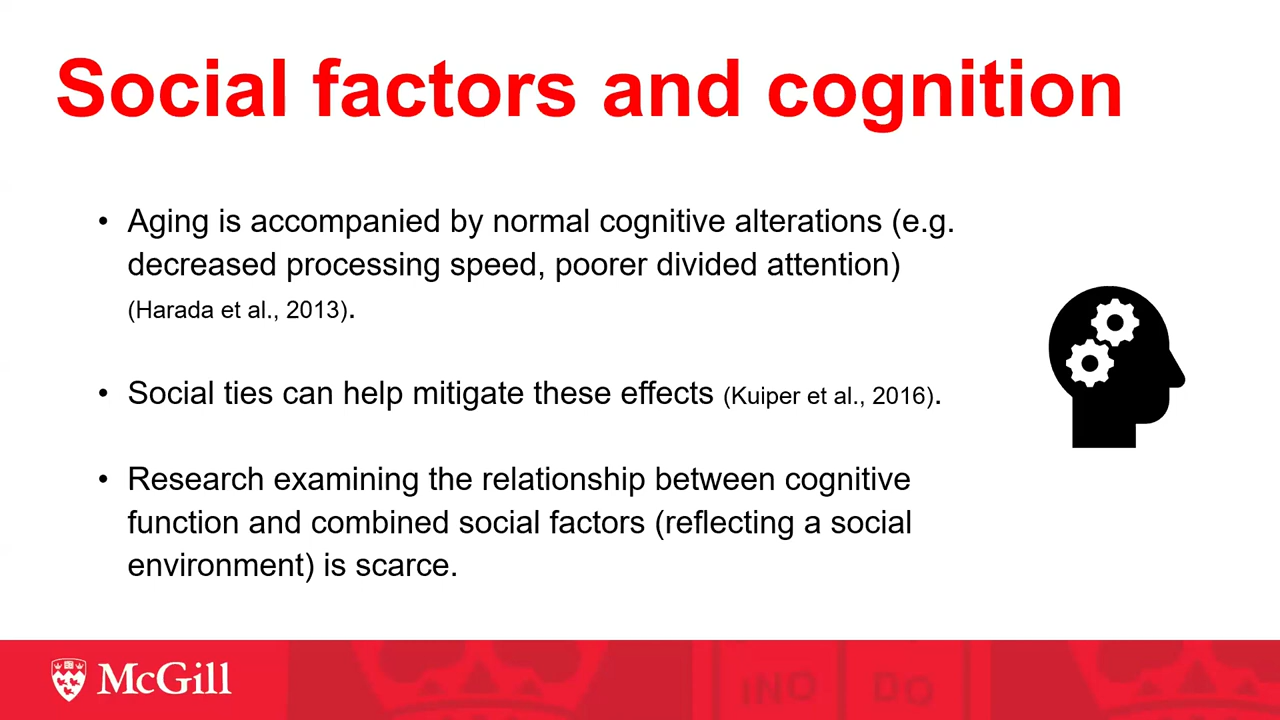 Social factors and cognition
• Aging is accompanied by normal cognitive alterations (e.g.
decreased processing speed, poorer divided attention)
(Harada et al., 2013).
• Social ties can help mitigate these effects (Kuiper et al., 2016).
• Research examining the relationship between cognitive
function and combined social factors (reflecting a social
environment) is scarce.
McGill
INO DO